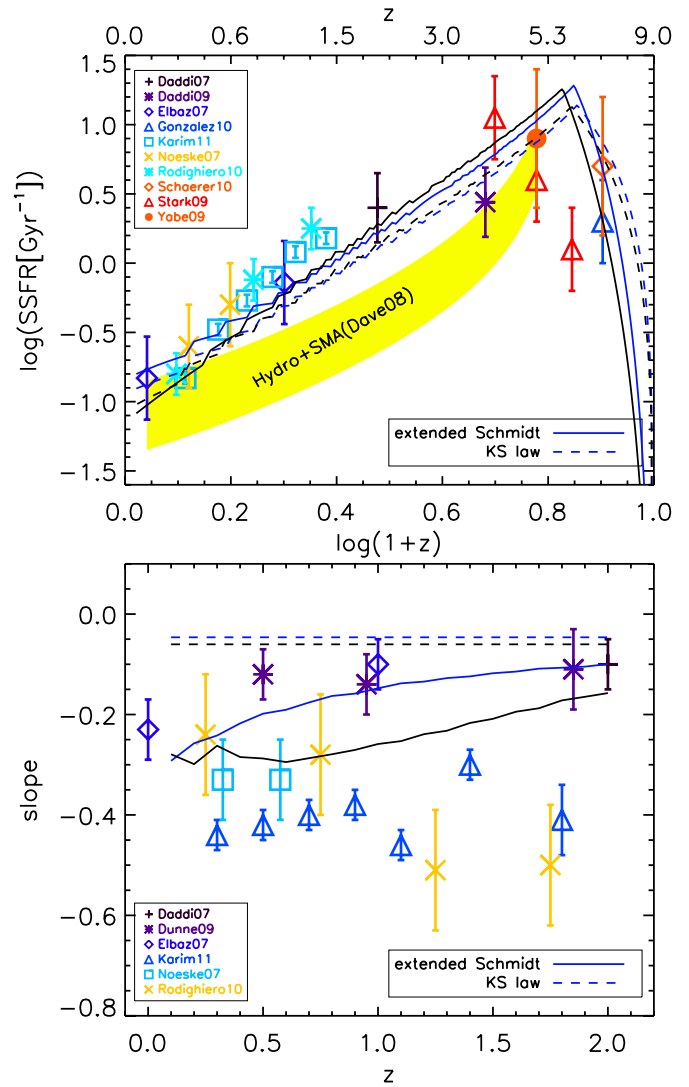 z
0.0 0.6 1.5 3.0 5.3 9.0
1.5
1.0
0.5
0.0
−0.5
−1.0
−1.5
log(SSFR[Gyr⁻¹])
Daddi07
Daddi09
Elbaz07
Gonzalez10
Karim11
Noeske07
Rodighiero10
Schaerer10
Stark09
Yabe09
Hydro+SMA(Dave08)
extended Schmidt
KS law
0.0 0.2 0.4 0.6 0.8 1.0
log(1+z)
0.0
−0.2
−0.4
−0.6
−0.8
slope
Daddi07
Dunne09
Elbaz07
Karim11
Noeske07
Rodighiero10
extended Schmidt
KS law
0.0 0.5 1.0 1.5 2.0
z